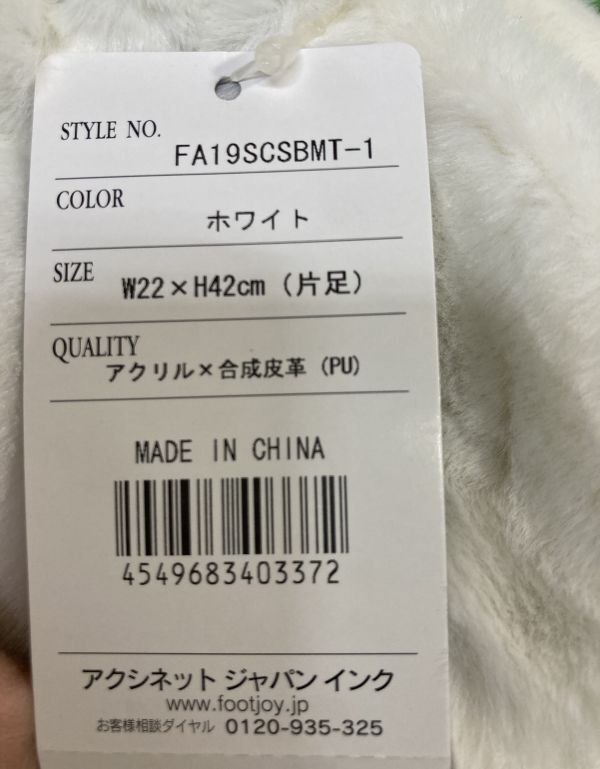 STYLE NO.
FA19SCSBMT-1
COLOR
ホワイト
SIZE
W22×H42cm (片足)
QUALITY
アクリル×合成皮革 (PU)
MADE IN CHINA
4549683403372
アクシネット ジャパン インク
www.footjoy.jp
お客様相談ダイヤル 0120-935-325